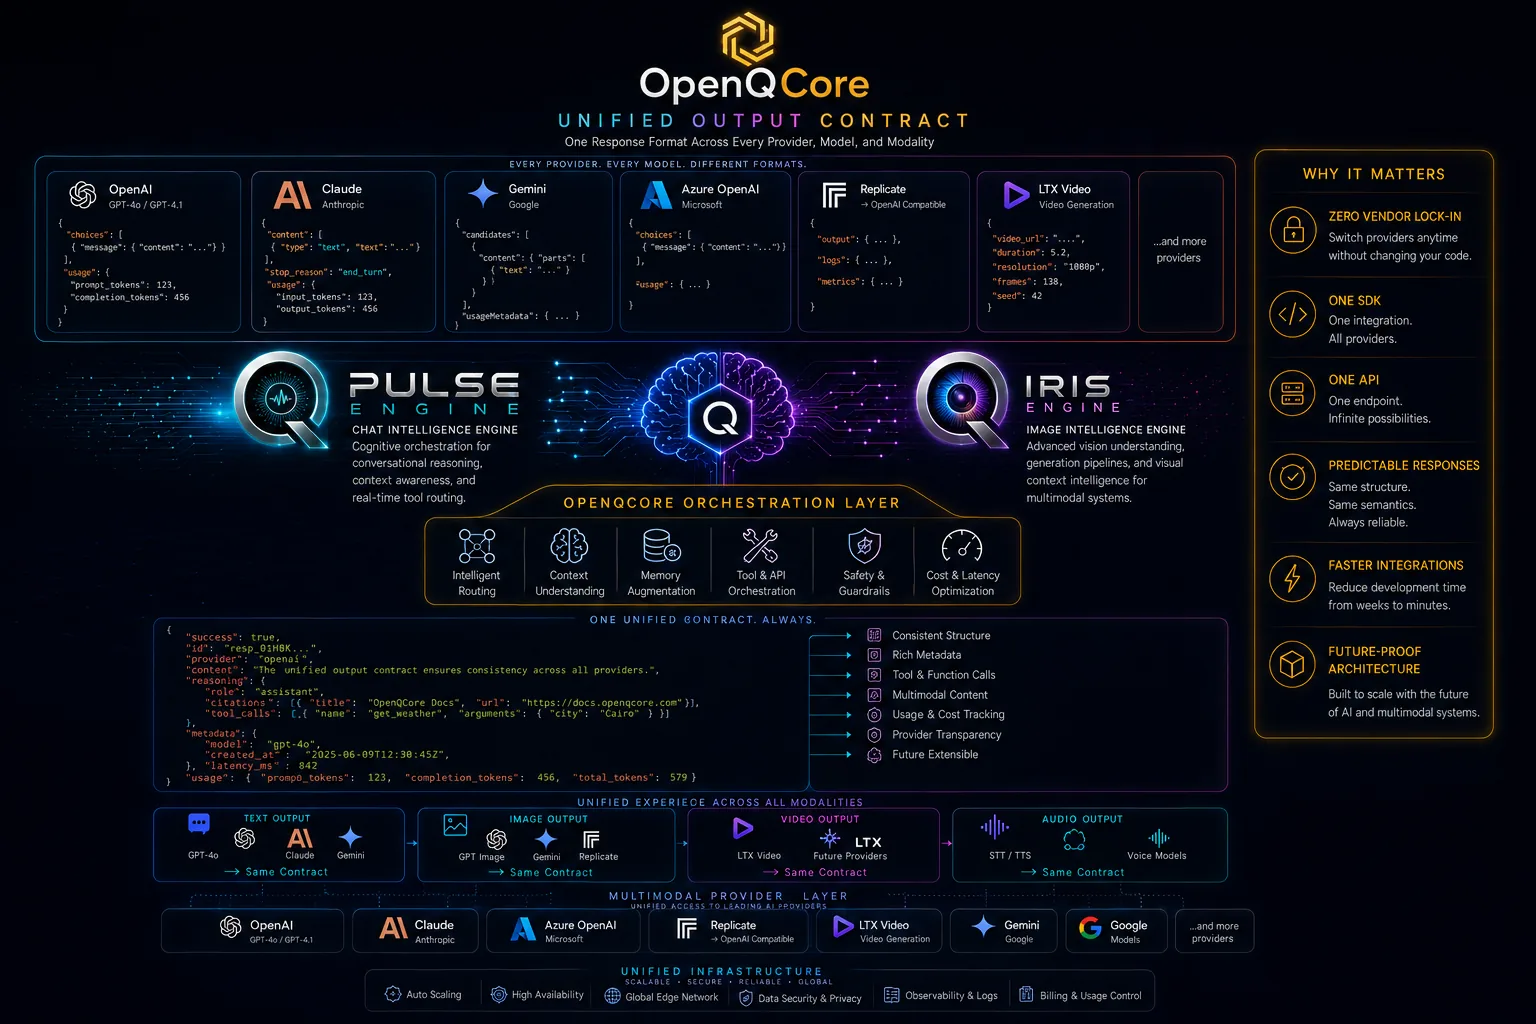 OpenQCore
UNIFIED OUTPUT CONTRACT
One Response Format Across Every Provider, Model, and Modality
EVERY PROVIDER. EVERY MODEL. DIFFERENT FORMATS.
OpenAI
GPT-4o / GPT-4.1
{
"choices": [
{ "message": { "content": "..."} }
],
"usage": {
"prompt_tokens": 123,
"completion_tokens": 456
}
}
Claude
Anthropic
{
"content": [
{ "type": "text", "text":"..." }
],
"stop_reason": "end_turn",
"usage": {
"input_tokens": 123,
"output_tokens": 456
}
}
Gemini
Google
{
"candidates": [
{
"content": { "parts": [
{ "text": "..." }
} }
}
],
"usageMetadata": { ... }
}
Azure OpenAI
Microsoft
{
"choices": [
{ "message": { "content": "..."}}
],
"usage": { ... }
}
Replicate
→ OpenAI Compatible
{
"output": { ... },
"logs": { ... },
"metrics": { ... }
}
LTX Video
Video Generation
{
"video_url": "....",
"duration": 5.2,
"resolution": "1080p",
"frames": 138,
"seed": 42
}
...and more
providers
PULSE
ENGINE
CHAT INTELLIGENCE ENGINE
Cognitive orchestration for
conversational reasoning,
context awareness, and
real-time tool routing.
Q
IRIS
ENGINE
IMAGE INTELLIGENCE ENGINE
Advanced vision understanding,
generation pipelines, and visual
context intelligence for
multimodal systems.
OPENQCORE ORCHESTRATION LAYER
Intelligent
Routing
Context
Understanding
Memory
Augmentation
Tool & API
Orchestration
Safety &
Guardrails
Cost & Latency
Optimization
ONE UNIFIED CONTRACT. ALWAYS.
{
"success": true,
"id": "resp_01H8K...",
"provider": "openai",
"content": "The unified output contract ensures consistency across all providers.",
"reasoning": {
"role": "assistant",
"citations": [{ "title": "OpenQCore Docs", "url": "https://docs.openqcore.com"}],
"tool_calls": [,{ "name": "get_weather", "arguments": { "city": "Cairo" } }]
},
"metadata": {
"model": "gpt-4o",
"created_at": "2025-06-09T12:30:45Z",
}, "latency_ms": 842
"usage": { "prompo_tokens": 123, "completion_tokens": 456, "total_tokens": 579 }
}
Consistent Structure
Rich Metadata
Tool & Function Calls
Multimodal Content
Usage & Cost Tracking
Provider Transparency
Future Extensible
UNIFIED EXPERIECE ACROSS ALL MODALITIES
TEXT OUTPUT
GPT-4o
Claude
Gemini
→ Same Contract
IMAGE OUTPUT
GPT Image
Gemini
Replicate
→ Same Contract
VIDEO OUTPUT
LTX
LTX Video
Future Providers
→ Same Contract
AUDIO OUTPUT
STT / TTS
Voice Models
→ Same Contract
MULTIMODAL PROVIDER LAYER
UNIFIED ACCESS TO LEADING AI PROVIDERS
OpenAI
GPT-4o / GPT-4.1
Claude
Anthropic
Azure OpenAI
Microsoft
Replicate
→ OpenAI Compatible
LTX Video
Video Generation
Gemini
Google
Google
Models
...and more
providers
UNIFIED INFRASTRUCTURE
SCALABLE • SECURE • RELIABLE • GLOBAL
Auto Scaling
High Availability
Global Edge Network
Data Security & Privacy
Observability & Logs
Billing & Usage Control
WHY IT MATTERS
ZERO VENDOR LOCK-IN
Switch providers anytime
without changing your code.
ONE SDK
One integration.
All providers.
ONE API
One endpoint.
Infinite possibilities.
PREDICTABLE RESPONSES
Same structure.
Same semantics.
Always reliable.
FASTER INTEGRATIONS
Reduce development time
from weeks to minutes.
FUTURE-PROOF
ARCHITECTURE
Built to scale with the future
of AI and multimodal systems.